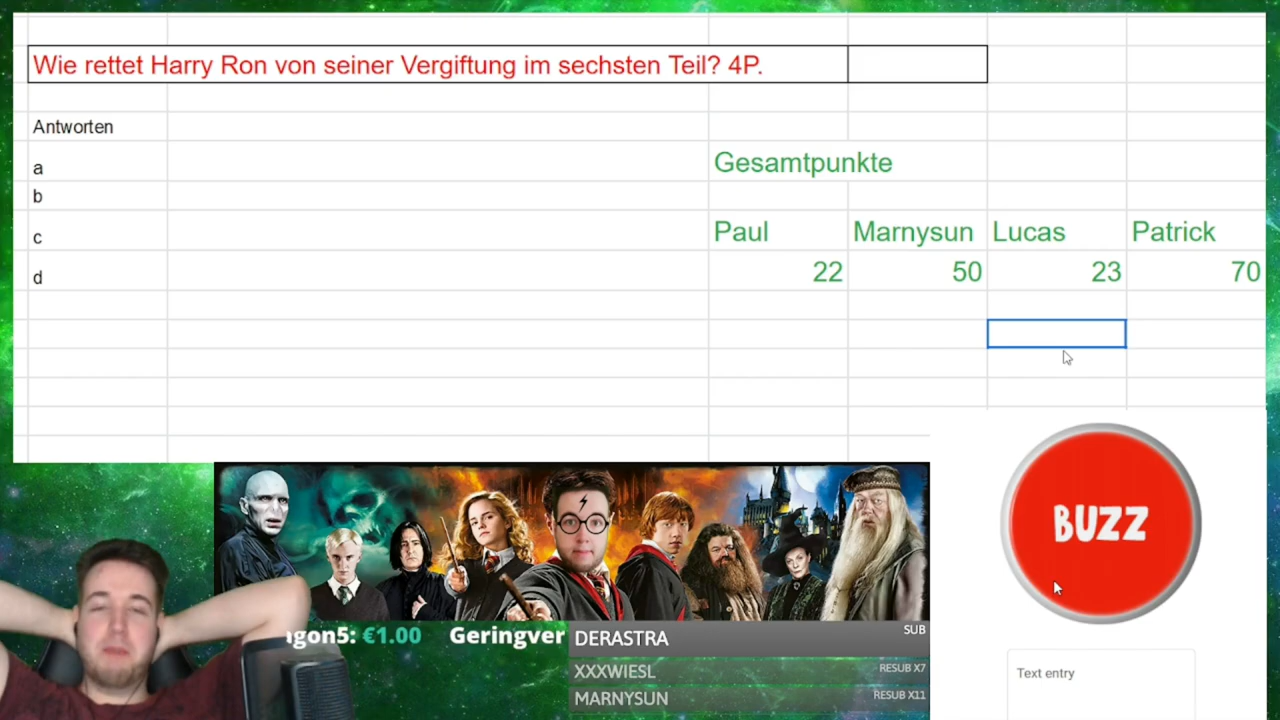 Wie rettet Harry Ron von seiner Vergiftung im sechsten Teil? 4P.
Antworten
a
Gesamtpunkte
b
c
Paul Marnysun Lucas Patrick
d
22 50 23 70
BUZZ
gon5: €1.00 Geringver
DERASTRA SUB
XXXWIESL RESUB X7
MARNYSUN RESUB X11
Text entry